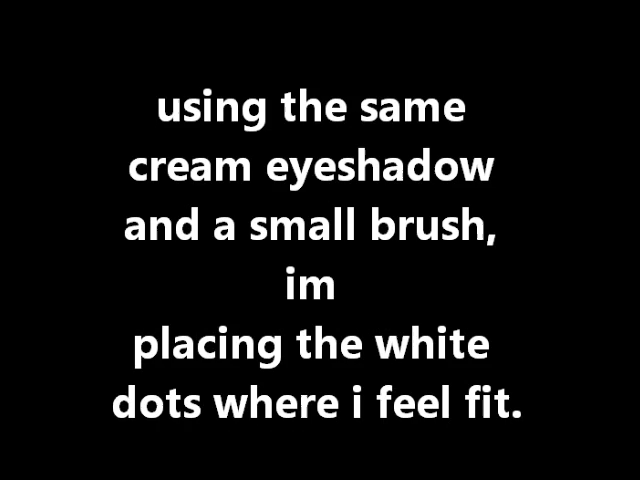 using the same
cream eyeshadow
and a small brush,
im
placing the white
dots where i feel fit.